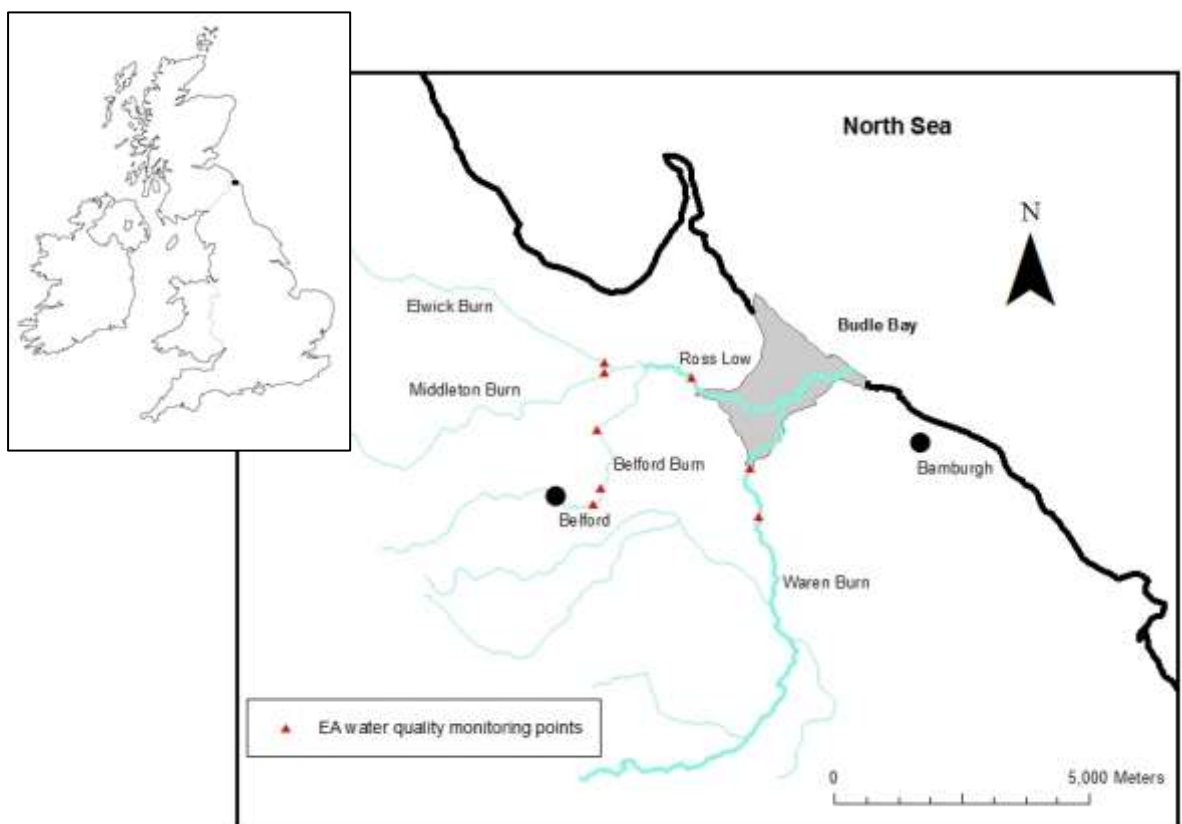 North Sea
N
Elwick Burn
Budle Bay
Ross Low
Middleton Burn
Bamburgh
Belford Burn
Belford
Waren Burn
EA water quality monitoring points
0 5,000 Meters